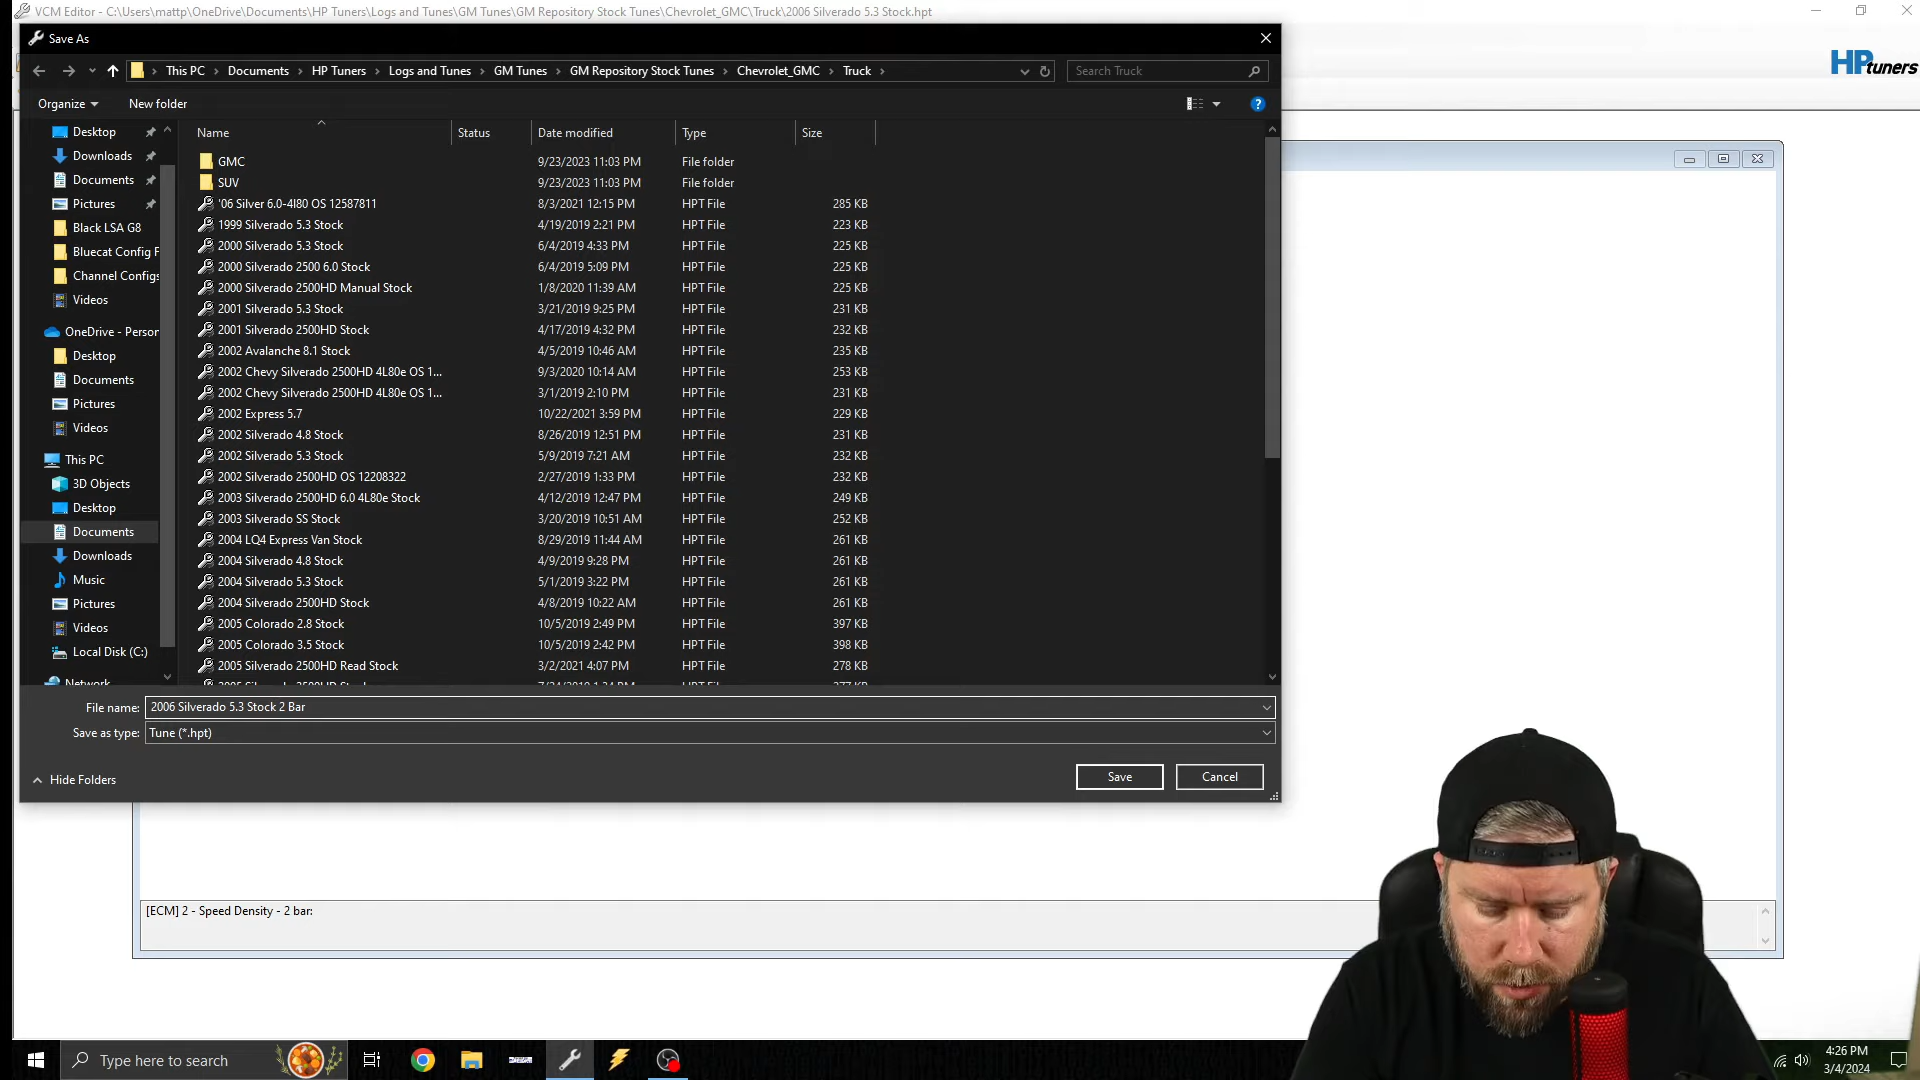 VCM Editor - C:\Users\mattp\OneDrive\Documents\HP Tuners\Logs and Tunes\GM Tunes\GM Repository Stock Tunes\Chevrolet_GMC\Truck\2006 Silverado 5.3 Stock.hpt
Save As
HP tuners
This PC > Documents > HP Tuners > Logs and Tunes > GM Tunes > GM Repository Stock Tunes > Chevrolet_GMC > Truck >
Search Truck
Organize
New folder
?
Desktop
Downloads
Documents
Pictures
Black LSA G8
Bluecat Config F
Channel Configs
Videos
OneDrive - Person
Desktop
Documents
Pictures
Videos
This PC
3D Objects
Desktop
Documents
Downloads
Music
Pictures
Videos
Local Disk (C:)
Network
Name Status Date modified Type Size
GMC 9/23/2023 11:03 PM File folder
SUV 9/23/2023 11:03 PM File folder
'06 Silver 6.0-4l80 OS 12587811 8/3/2021 12:15 PM HPT File 285 KB
1999 Silverado 5.3 Stock 4/19/2019 2:21 PM HPT File 223 KB
2000 Silverado 5.3 Stock 6/4/2019 4:33 PM HPT File 225 KB
2000 Silverado 2500 6.0 Stock 6/4/2019 5:09 PM HPT File 225 KB
2000 Silverado 2500HD Manual Stock 1/8/2020 11:39 AM HPT File 225 KB
2001 Silverado 5.3 Stock 3/21/2019 9:25 PM HPT File 231 KB
2001 Silverado 2500HD Stock 4/17/2019 4:32 PM HPT File 232 KB
2002 Avalanche 8.1 Stock 4/5/2019 10:46 AM HPT File 235 KB
2002 Chevy Silverado 2500HD 4L80e OS 1... 9/3/2020 10:14 AM HPT File 253 KB
2002 Chevy Silverado 2500HD 4L80e OS 1... 3/1/2019 2:10 PM HPT File 231 KB
2002 Express 5.7 10/22/2021 3:59 PM HPT File 229 KB
2002 Silverado 4.8 Stock 8/26/2019 12:51 PM HPT File 231 KB
2002 Silverado 5.3 Stock 5/9/2019 7:21 AM HPT File 232 KB
2002 Silverado 2500HD OS 12208322 2/27/2019 1:33 PM HPT File 232 KB
2003 Silverado 2500HD 6.0 4L80e Stock 4/12/2019 12:47 PM HPT File 249 KB
2003 Silverado SS Stock 3/20/2019 10:51 AM HPT File 252 KB
2004 LQ4 Express Van Stock 8/29/2019 11:44 AM HPT File 261 KB
2004 Silverado 4.8 Stock 4/9/2019 9:28 PM HPT File 261 KB
2004 Silverado 5.3 Stock 5/1/2019 3:22 PM HPT File 261 KB
2004 Silverado 2500HD Stock 4/8/2019 10:22 AM HPT File 261 KB
2005 Colorado 2.8 Stock 10/5/2019 2:49 PM HPT File 397 KB
2005 Colorado 3.5 Stock 10/5/2019 2:42 PM HPT File 398 KB
2005 Silverado 2500HD Read Stock 3/2/2021 4:07 PM HPT File 278 KB
File name: 2006 Silverado 5.3 Stock 2 Bar
Save as type: Tune (*.hpt)
Hide Folders
Save
Cancel
[ECM] 2 - Speed Density - 2 bar:
Type here to search
4:26 PM
3/4/2024